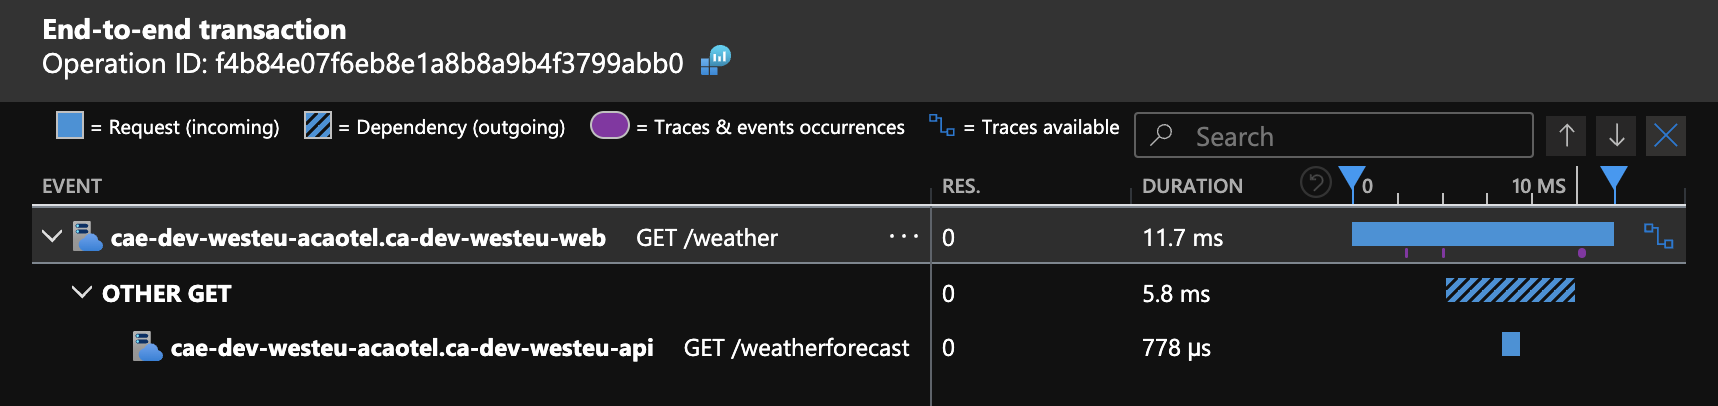 End-to-end transaction
Operation ID: f4b84e07f6eb8e1a8b8a9b4f3799abb0
= Request (incoming) = Dependency (outgoing) = Traces & events occurrences = Traces available Search
EVENT RES. DURATION 0 10 MS
cae-dev-westeu-acaotel.ca-dev-westeu-web GET /weather ... 0 11.7 ms
OTHER GET 0 5.8 ms
cae-dev-westeu-acaotel.ca-dev-westeu-api GET /weatherforecast 0 778 µs